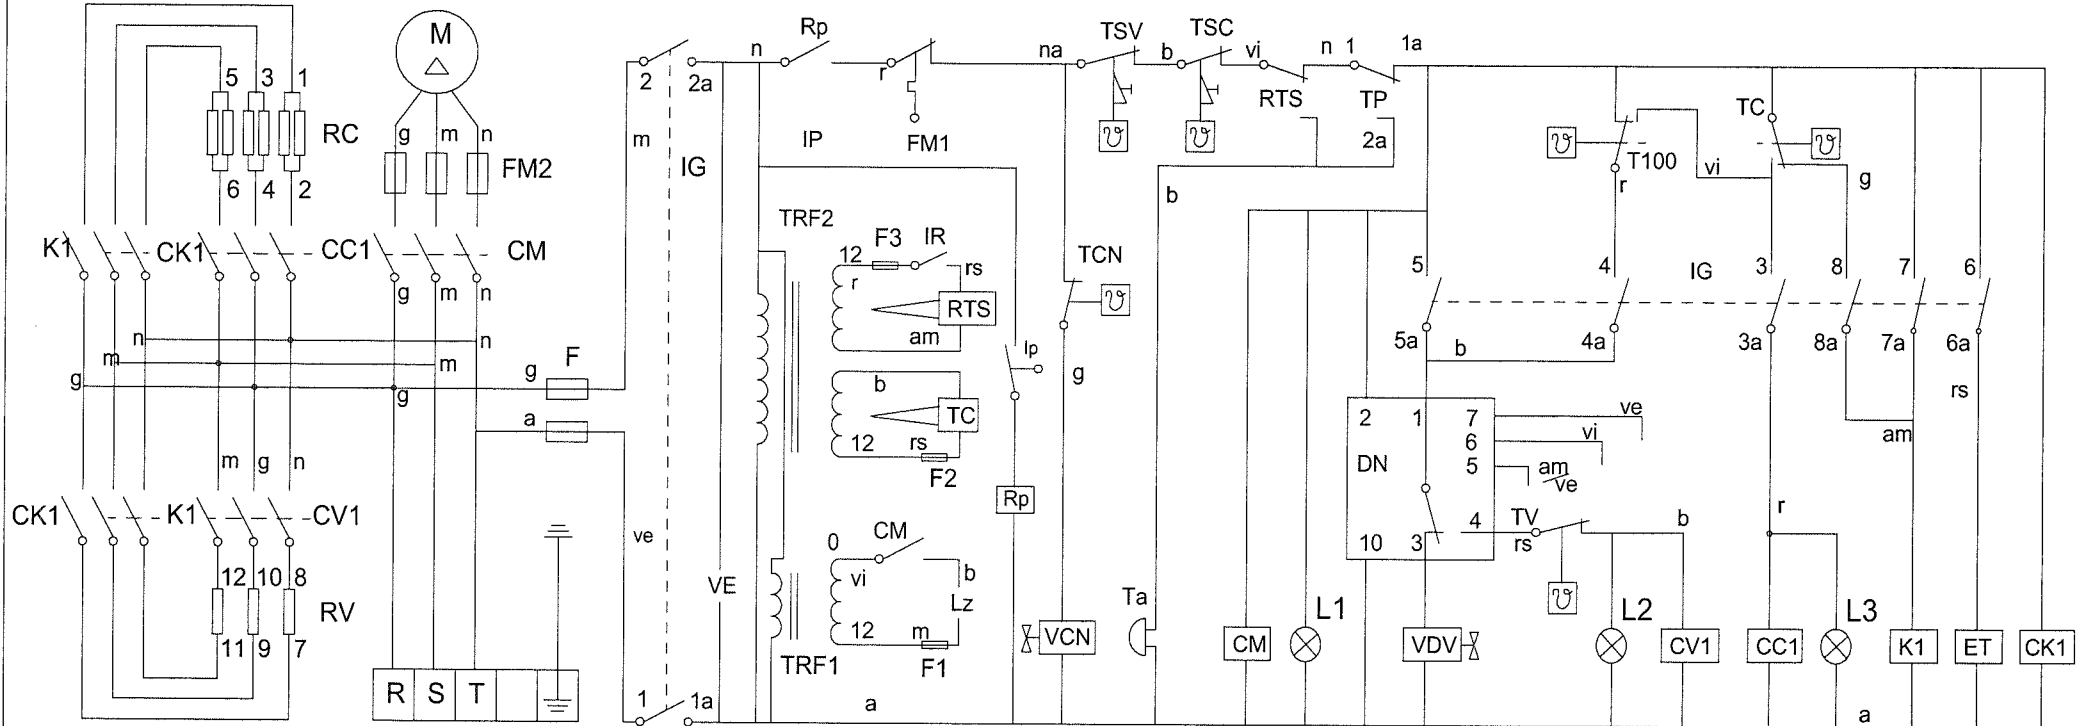 M
5 3 1
RC
6 4 2
g m n
FM2
K1 CK1 CC1 CM
g m n
n n
m m
g g
g F
a
m g n
CK1 K1 CV1
12 10 8
RV
11 9 7
R S T
2 2a
m
IG
ve
VE
1 1a
n Rp
r
IP
FM1
na TSV b TSC vi
n 1 1a
RTS TP
2a
ϑ ϑ
b
TRF2
12 F3 IR
r rs
RTS
am
b
TC
12 rs
F2
0 CM
vi b
Lz
12 m
F1
TRF1
Ip
Rp
TCN
ϑ
g
VCN
Ta
a
ϑ
T100
r
vi
TC
ϑ
g
5 4 IG 3 8 7 6
5a 4a 3a 8a 7a 6a
b
rs
am
2 1 7 ve
6 vi
DN 5 am
ve
10 3 4 TV
rs
b
ϑ
r
CM L1 VDV L2 CV1 CC1 L3 K1 ET CK1
a